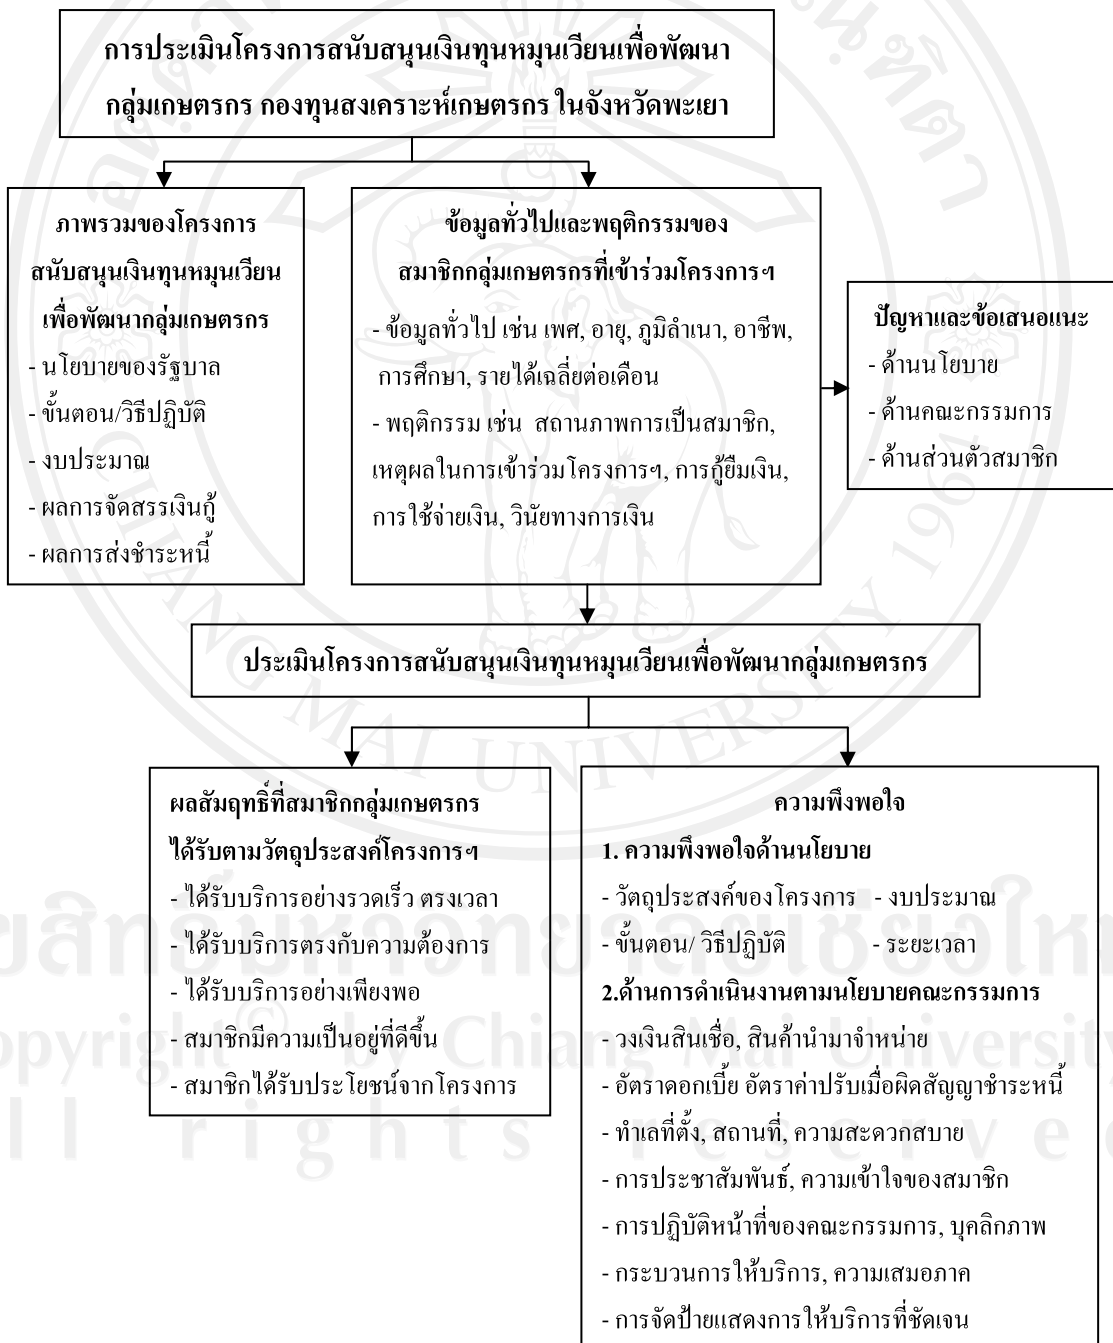 การประเมินโครงการสนับสนุนเงินทุนหมุนเวียนเพื่อพัฒนา
กลุ่มเกษตรกร กองทุนสงเคราะห์เกษตรกร ในจังหวัดพะเยา
ภาพรวมของโครงการ
สนับสนุนเงินทุนหมุนเวียน
เพื่อพัฒนากลุ่มเกษตรกร
- นโยบายของรัฐบาล
- ขั้นตอน/วิธีปฏิบัติ
- งบประมาณ
- ผลการจัดสรรเงินกู้
- ผลการส่งชำระหนี้
ข้อมูลทั่วไปและพฤติกรรมของ
สมาชิกกลุ่มเกษตรกรที่เข้าร่วมโครงการฯ
- ข้อมูลทั่วไป เช่น เพศ, อายุ, ภูมิลำเนา, อาชีพ,
การศึกษา, รายได้เฉลี่ยต่อเดือน
- พฤติกรรม เช่น สถานภาพการเป็นสมาชิก,
เหตุผลในการเข้าร่วมโครงการฯ, การกู้ยืมเงิน,
การใช้จ่ายเงิน, วินัยทางการเงิน
ปัญหาและข้อเสนอแนะ
- ด้านนโยบาย
- ด้านคณะกรรมการ
- ด้านส่วนตัวสมาชิก
ประเมินโครงการสนับสนุนเงินทุนหมุนเวียนเพื่อพัฒนากลุ่มเกษตรกร
ผลสัมฤทธิ์ที่สมาชิกกลุ่มเกษตรกร
ได้รับตามวัตถุประสงค์โครงการฯ
- ได้รับบริการอย่างรวดเร็ว ตรงเวลา
- ได้รับบริการตรงกับความต้องการ
- ได้รับบริการอย่างเพียงพอ
- สมาชิกมีความเป็นอยู่ที่ดีขึ้น
- สมาชิกได้รับประโยชน์จากโครงการ
ความพึงพอใจ
1. ความพึงพอใจด้านนโยบาย
- วัตถุประสงค์ของโครงการ - งบประมาณ
- ขั้นตอน/ วิธีปฏิบัติ - ระยะเวลา
2.ด้านการดำเนินงานตามนโยบายคณะกรรมการ
- วงเงินสินเชื่อ, สินค้านำมาจำหน่าย
- อัตราดอกเบี้ย อัตราค่าปรับเมื่อผิดสัญญาชำระหนี้
- ทำเลที่ตั้ง, สถานที่, ความสะดวกสบาย
- การประชาสัมพันธ์, ความเข้าใจของสมาชิก
- การปฏิบัติหน้าที่ของคณะกรรมการ, บุคลิกภาพ
- กระบวนการให้บริการ, ความเสมอภาค
- การจัดป้ายแสดงการให้บริการที่ชัดเจน
CHIANG MAI UNIVERSITY 1964
by Chiang Mai University
rights reserved